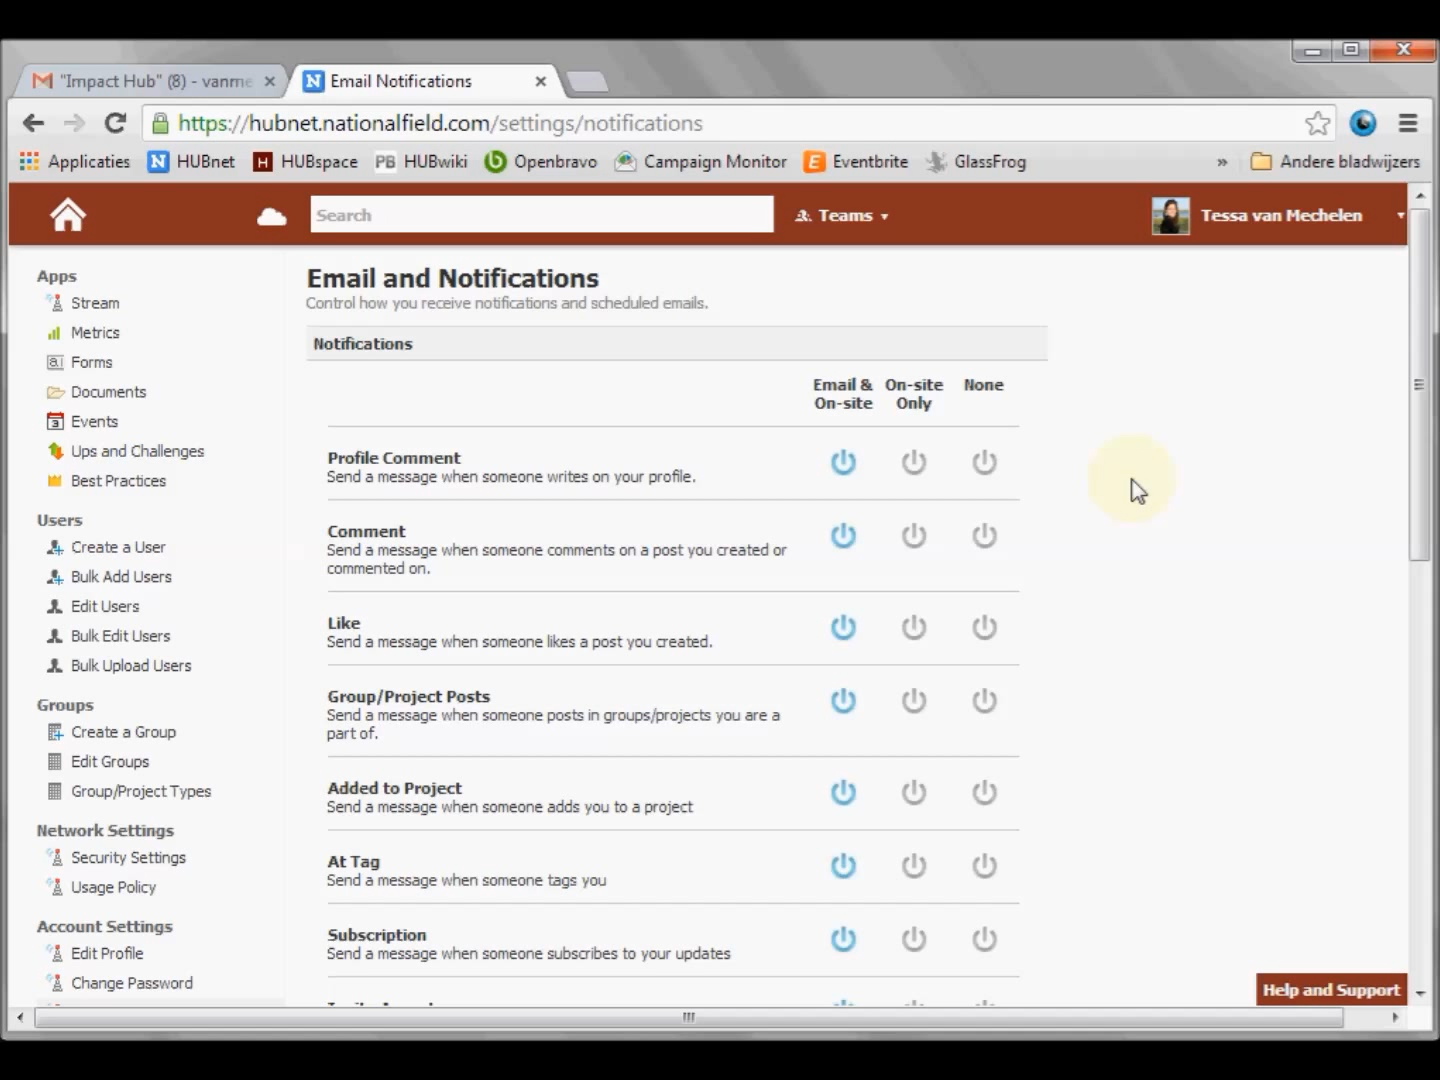 "Impact Hub" (8) - vanme
Email Notifications
https://hubnet.nationalfield.com/settings/notifications
Applicaties
HUBnet
HUBspace
PB HUBwiki
Openbravo
Campaign Monitor
Eventbrite
GlassFrog
»
Andere bladwijzers
Search
Teams
Tessa van Mechelen
Apps
Stream
Metrics
Forms
Documents
Events
Ups and Challenges
Best Practices
Users
Create a User
Bulk Add Users
Edit Users
Bulk Edit Users
Bulk Upload Users
Groups
Create a Group
Edit Groups
Group/Project Types
Network Settings
Security Settings
Usage Policy
Account Settings
Edit Profile
Change Password
Email and Notifications
Control how you receive notifications and scheduled emails.
Notifications
Email & On-site
On-site Only
None
Profile Comment
Send a message when someone writes on your profile.
Comment
Send a message when someone comments on a post you created or
commented on.
Like
Send a message when someone likes a post you created.
Group/Project Posts
Send a message when someone posts in groups/projects you are a
part of.
Added to Project
Send a message when someone adds you to a project
At Tag
Send a message when someone tags you
Subscription
Send a message when someone subscribes to your updates
Help and Support